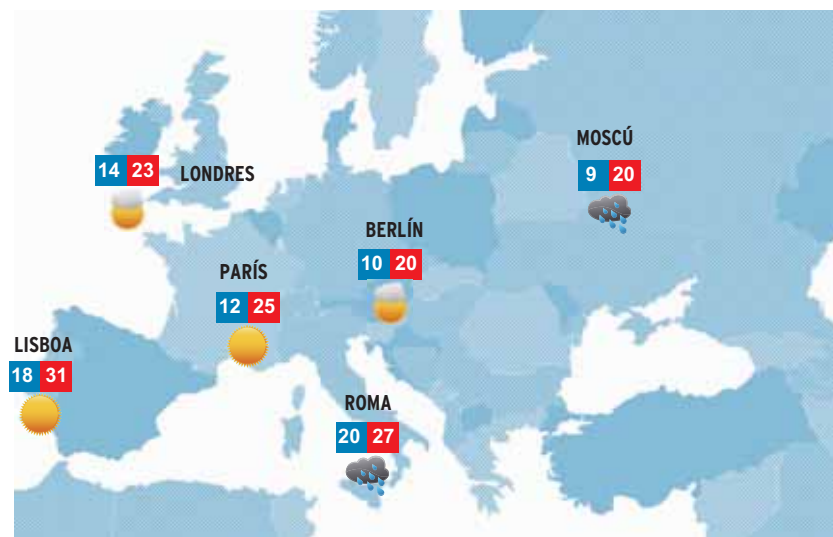 MOSCÚ
9 20
14 23
LONDRES
BERLÍN
10 20
PARÍS
12 25
LISBOA
18 31
ROMA
20 27